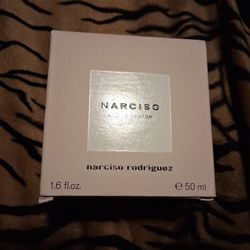 NARCISO
narciso rodriguez
1.6 fl.oz. ℮ 50 ml